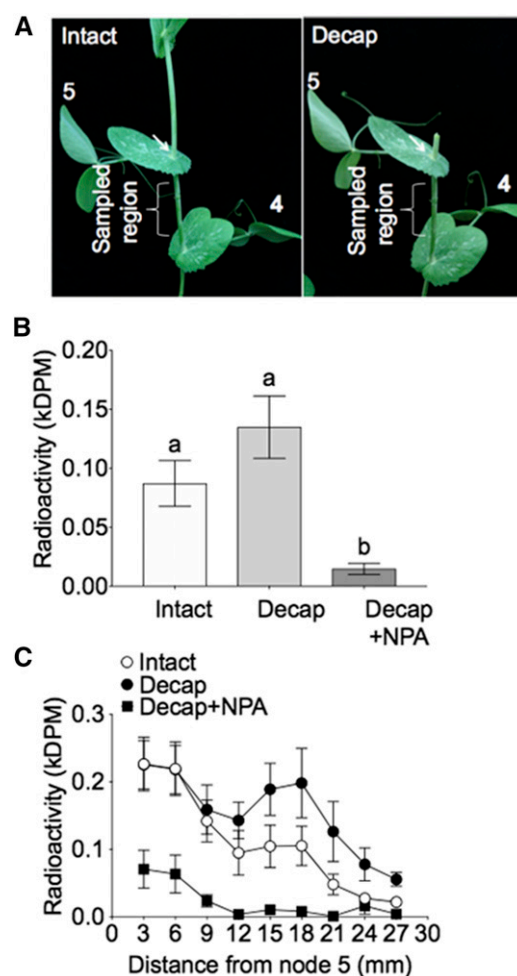 A
Intact
Decap
5
4
Sampled
region
5
4
Sampled
region
B
Radioactivity (kDPM)
0.20
0.15
0.10
0.05
0.00
a
a
b
Intact
Decap
Decap
+NPA
C
Intact
Decap
Decap+NPA
Radioactivity (kDPM)
0.3
0.2
0.1
0.0
0 3 6 9 12 15 18 21 24 27 30
Distance from node 5 (mm)